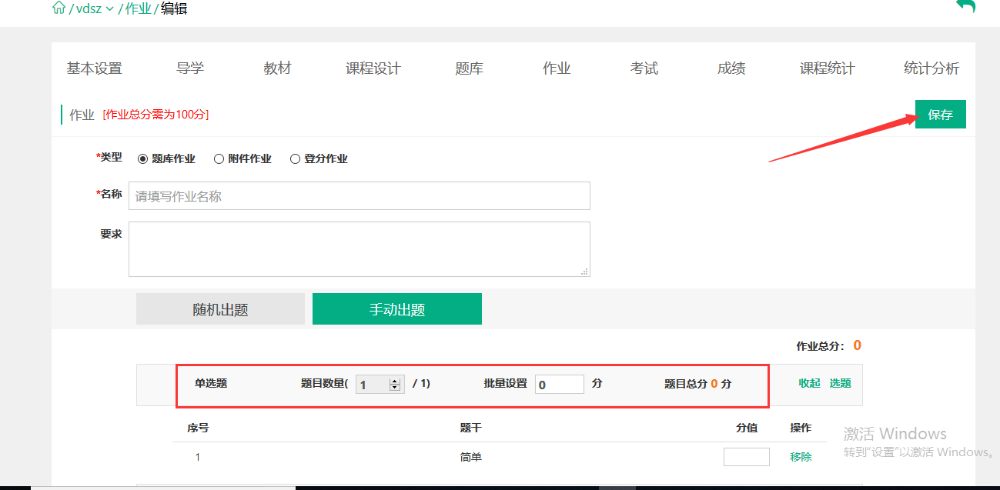 / vdsz / 作业 / 编辑
基本设置 导学 教材 课程设计 题库 作业 考试 成绩 课程统计 统计分析
作业 [作业总分需为100分] 保存
*类型 题库作业 附件作业 登分作业
*名称 请填写作业名称
要求
随机出题 手动出题
作业总分: 0
单选题 题目数量( 1 / 1) 批量设置 0 分 题目总分 0 分 收起 选题
序号 题干 分值 操作
1 简单 移除
激活 Windows
转到"设置"以激活 Windows。